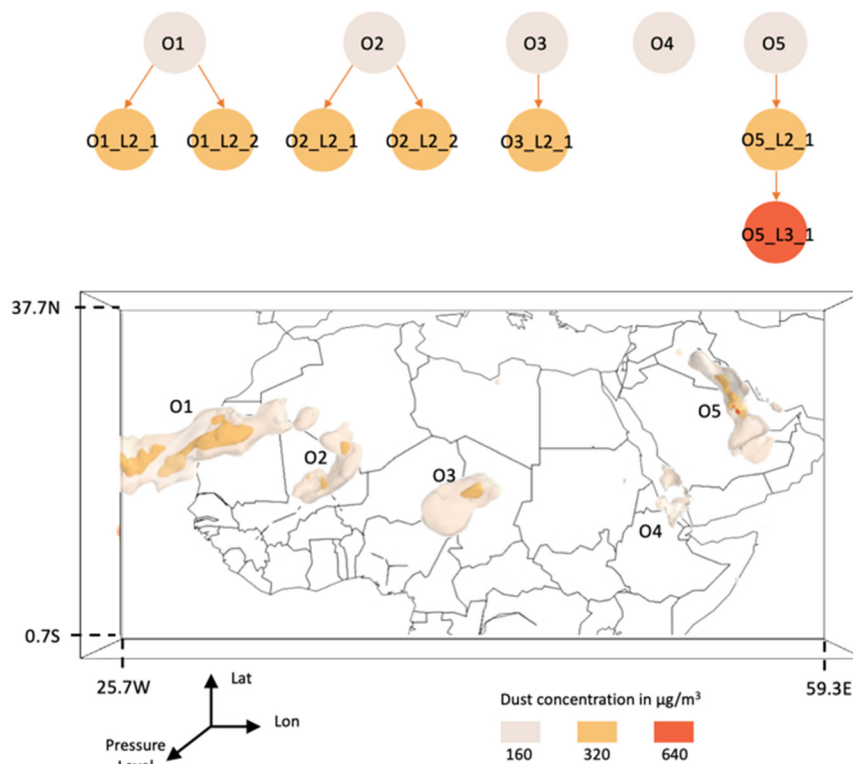 O1 O2 O3 O4 O5
O1_L2_1 O1_L2_2 O2_L2_1 O2_L2_2 O3_L2_1 O5_L2_1
O5_L3_1
37.7N
O1
O5
O2
O3
O4
0.7S
25.7W
59.3E
Lat
Lon
Pressure
Dust concentration in µg/m³
160 320 640